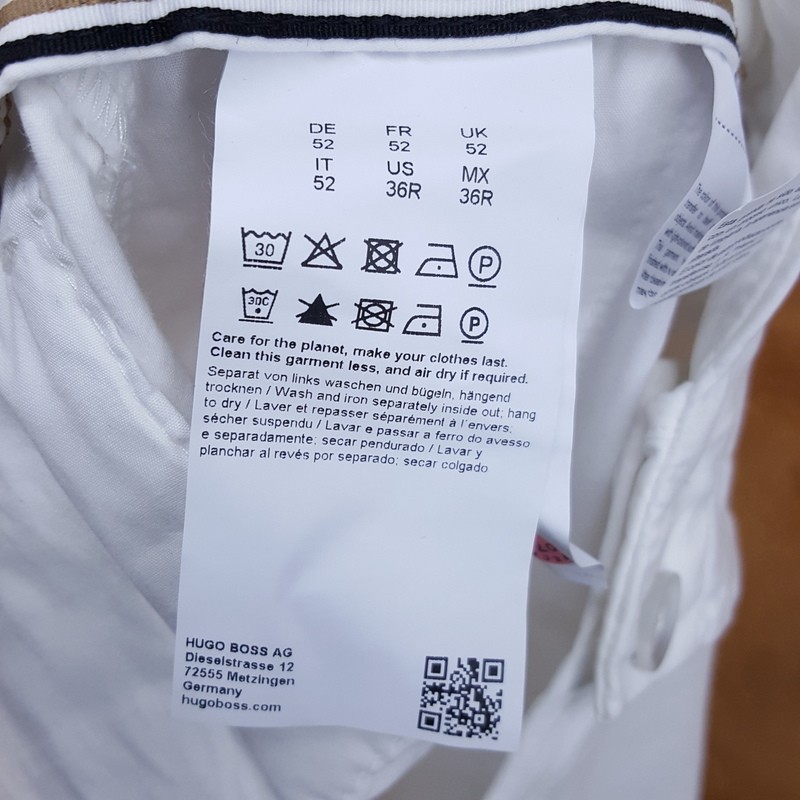 DE FR UK
52 52 52
IT US MX
52 36R 36R
30 P
30C P
Care for the planet, make your clothes last.
Clean this garment less, and air dry if required.
Separat von links waschen und bügeln, hängend
trocknen / Wash and iron separately inside out; hang
to dry / Laver et repasser séparément à l'envers;
sécher suspendu / Lavar e passar a ferro do avesso
e separadamente; secar pendurado / Lavar y
planchar al revés por separado; secar colgado
HUGO BOSS AG
Dieselstrasse 12
72555 Metzingen
Germany
hugoboss.com